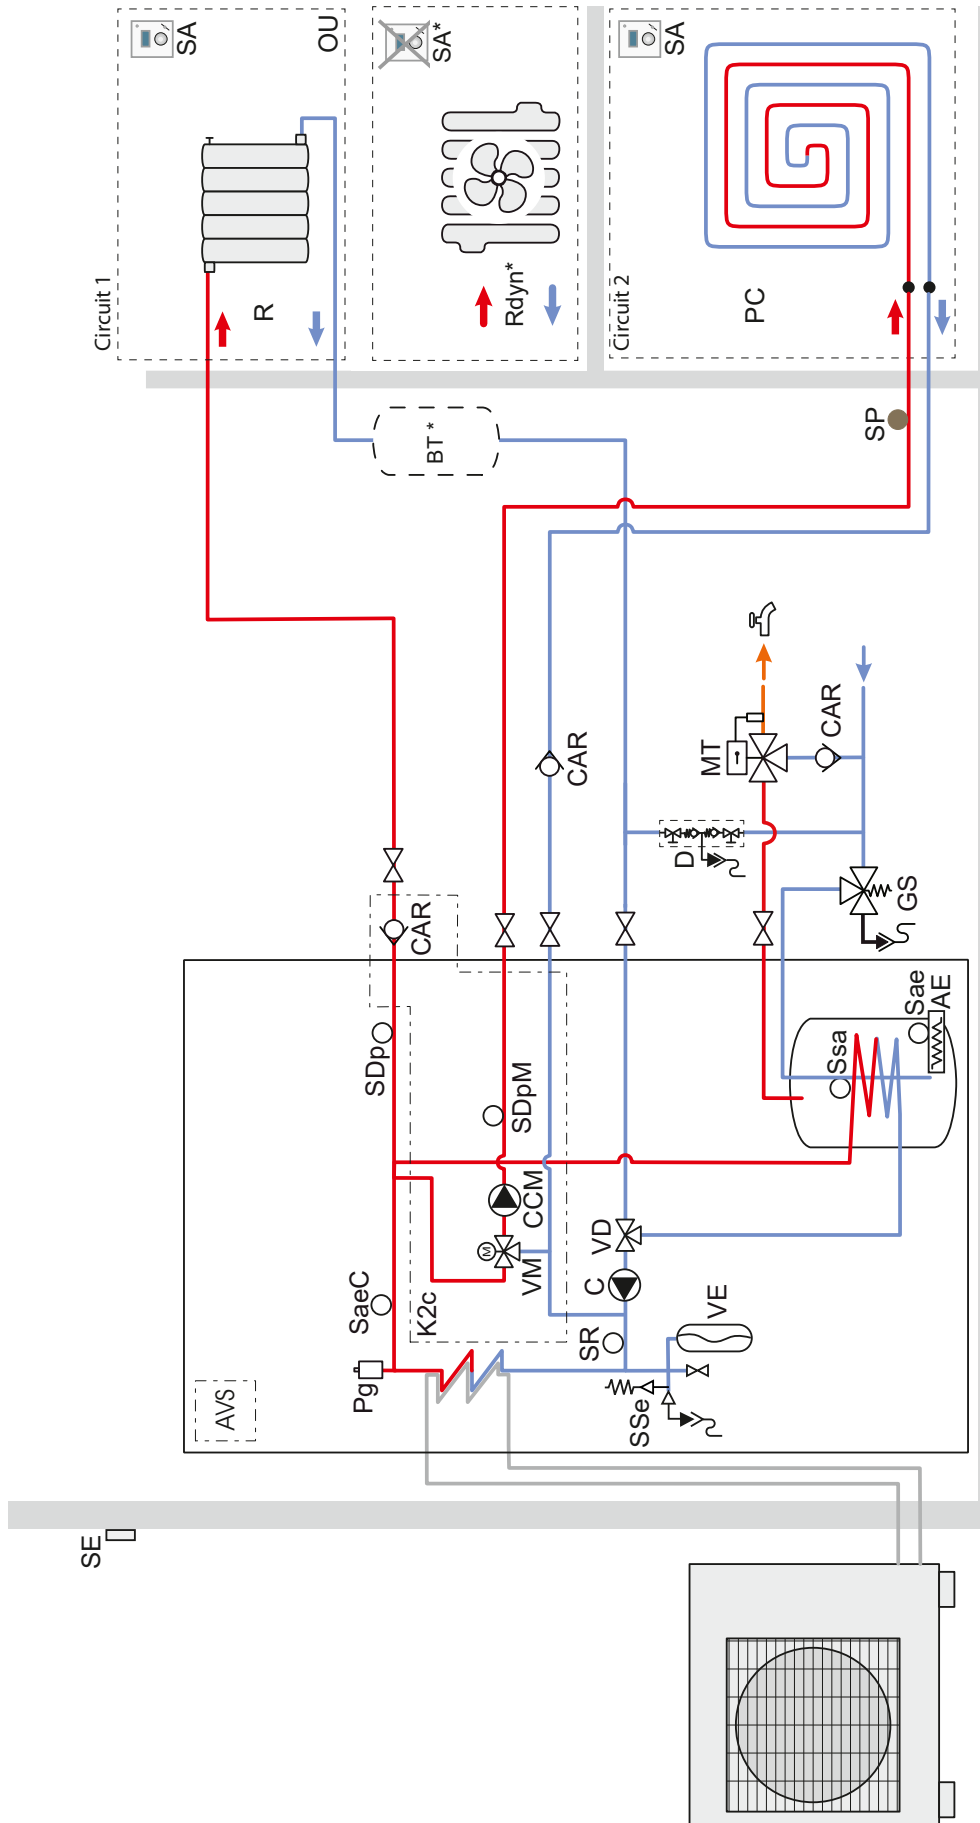 SA
OU
SA*
SA
Circuit 1
R
Rdyn*
Circuit 2
PC
BT *
SP
CAR
MT
CAR
D
GS
CAR
SDp
SDpM
Ssa
Sae
AE
CCM
VM
VD
C
SaeC
K2c
M
SR
VE
Pg
SSe
AVS
SE